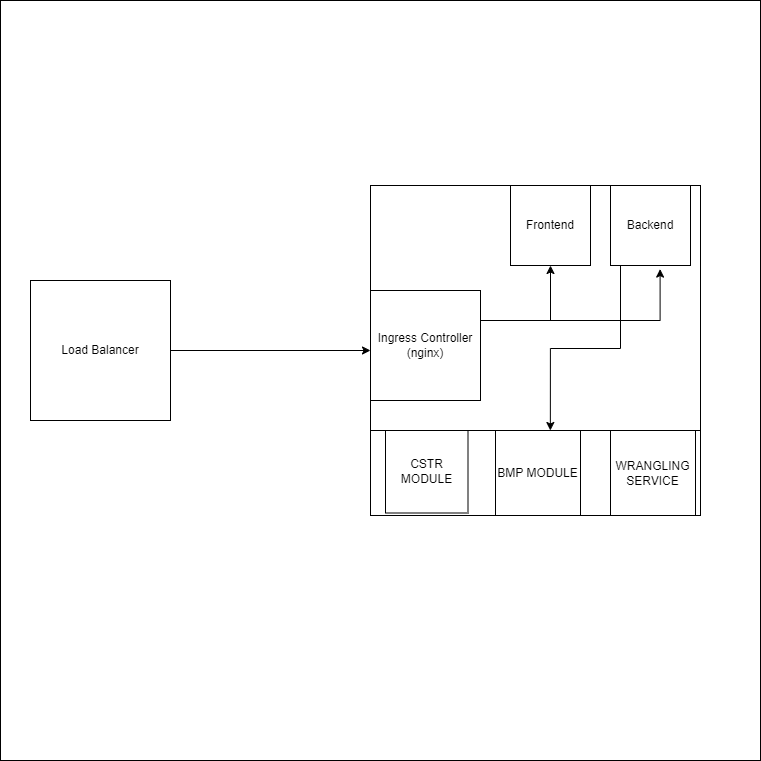 Frontend
Backend
Load Balancer
Ingress Controller
(nginx)
CSTR
MODULE
BMP MODULE
WRANGLING
SERVICE